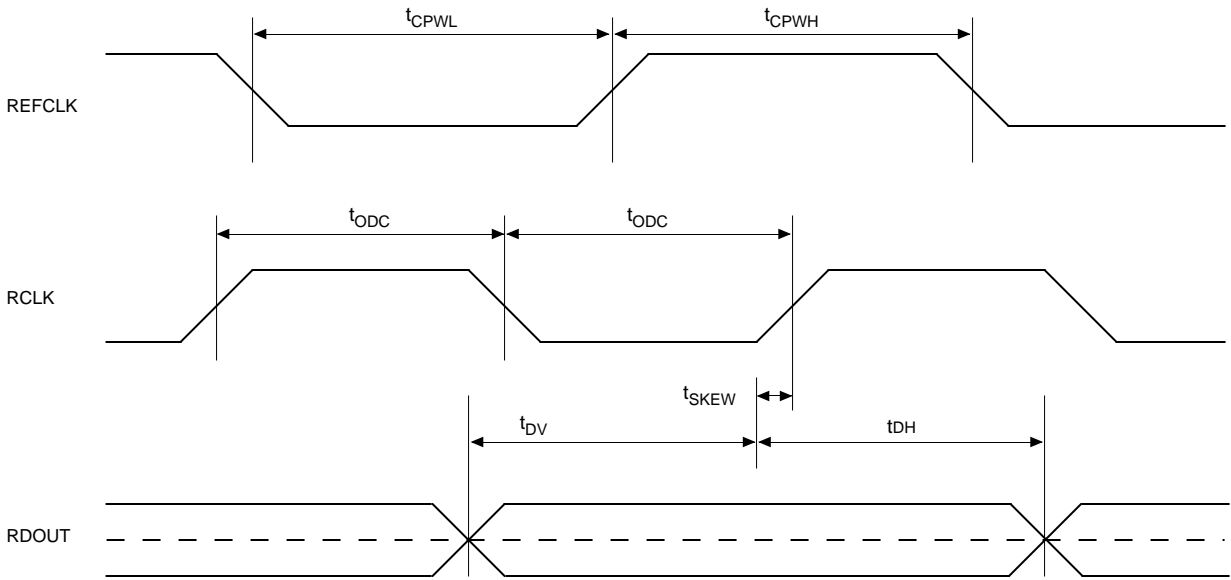 tCPWL tCPWH
REFCLK
tODC tODC
RCLK
tSKEW
tDV tDH
RDOUT